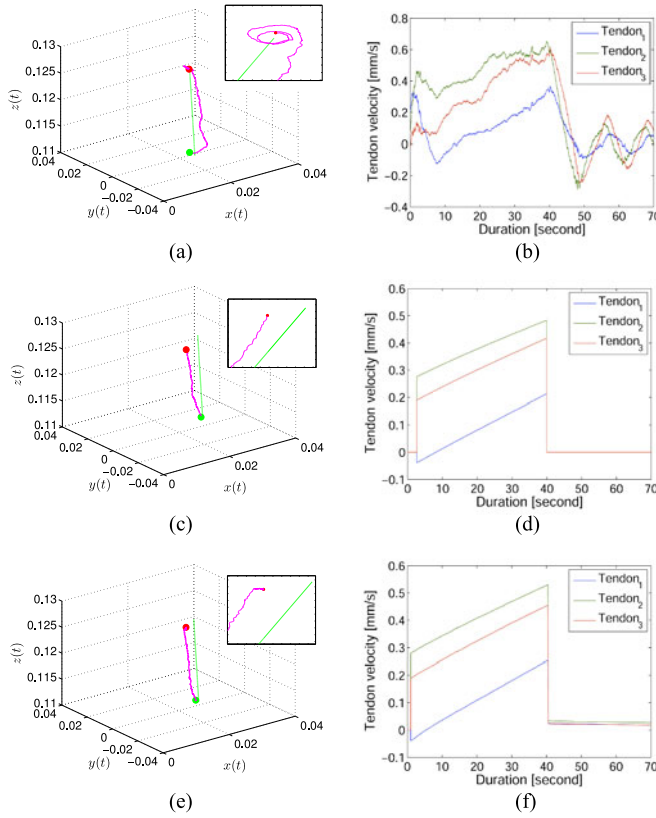 0.13
0.125
0.12
0.115
0.11
0.04
0.02
0
−0.02
−0.04
0
0.02
0.04
z(t)
y(t)
x(t)
(a)
0.8
0.6
0.4
0.2
0
-0.2
-0.4
0 10 20 30 40 50 60 70
Tendon velocity [mm/s]
Duration [second]
Tendon1
Tendon2
Tendon3
(b)
0.13
0.125
0.12
0.115
0.11
0.04
0.02
0
−0.02
−0.04
0
0.02
0.04
z(t)
y(t)
x(t)
(c)
0.6
0.5
0.4
0.3
0.2
0.1
0
-0.1
0 10 20 30 40 50 60 70
Tendon velocity [mm/s]
Duration [second]
Tendon1
Tendon2
Tendon3
(d)
0.13
0.125
0.12
0.115
0.11
0.04
0.02
0
−0.02
−0.04
0
0.02
0.04
z(t)
y(t)
x(t)
(e)
0.6
0.5
0.4
0.3
0.2
0.1
0
-0.1
0 10 20 30 40 50 60 70
Tendon velocity [mm/s]
Duration [second]
Tendon1
Tendon2
Tendon3
(f)